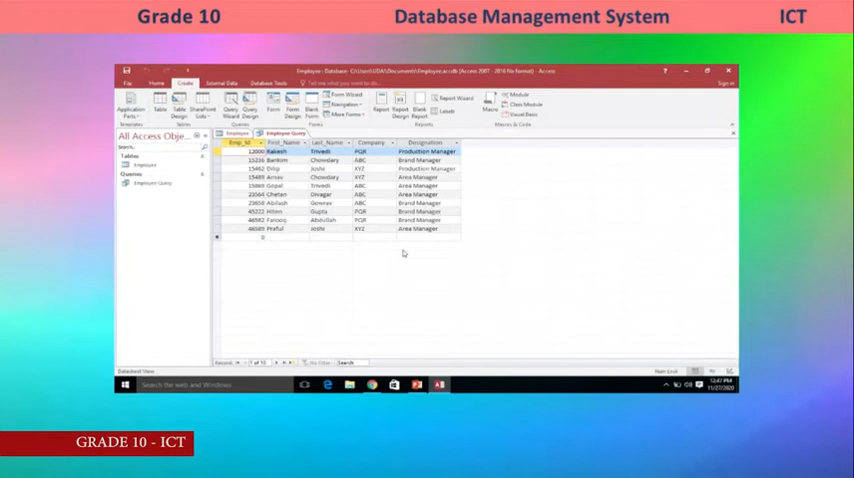 Grade 10 Database Management System ICT
Employee : Database- C:\Users\UDAI\Documents\Employee.accdb (Access 2007 - 2016 file format) - Access
File Home Create External Data Database Tools Tell me what you want to do... Sign in
Application Parts Table Table Design SharePoint Lists Query Wizard Query Design Form Form Design Blank Form Form Wizard Navigation More Forms Report Report Design Blank Report Report Wizard Labels Macro Module Class Module Visual Basic
Templates Tables Queries Forms Reports Macros & Code
All Access Obje... Employee Employee Query
Search..
Tables
Employee
Queries
Employee Query
Emp_Id First_Name Last_Name Company Designation
12000 Rakesh Trivedi PQR Production Manager
15236 Bankim Chowdary ABC Brand Manager
Dilip Joshi XYZ Production Manager
Arnav Chowdary XYZ Area Manager
Gopal Trivedi ABC Area Manager
23564 Chetan Divagar ABC Area Manager
23658 Abilash Gowrav ABC Brand Manager
45222 Hiten Gupta PQR Brand Manager
Farooq Abdullah PQR Brand Manager
Praful Joshi XYZ Area Manager
0
Record: 1 of 10 No Filter Search
Datasheet View Num Lock
Search the web and Windows
12:47 PM
11/27/2020
GRADE 10 - ICT